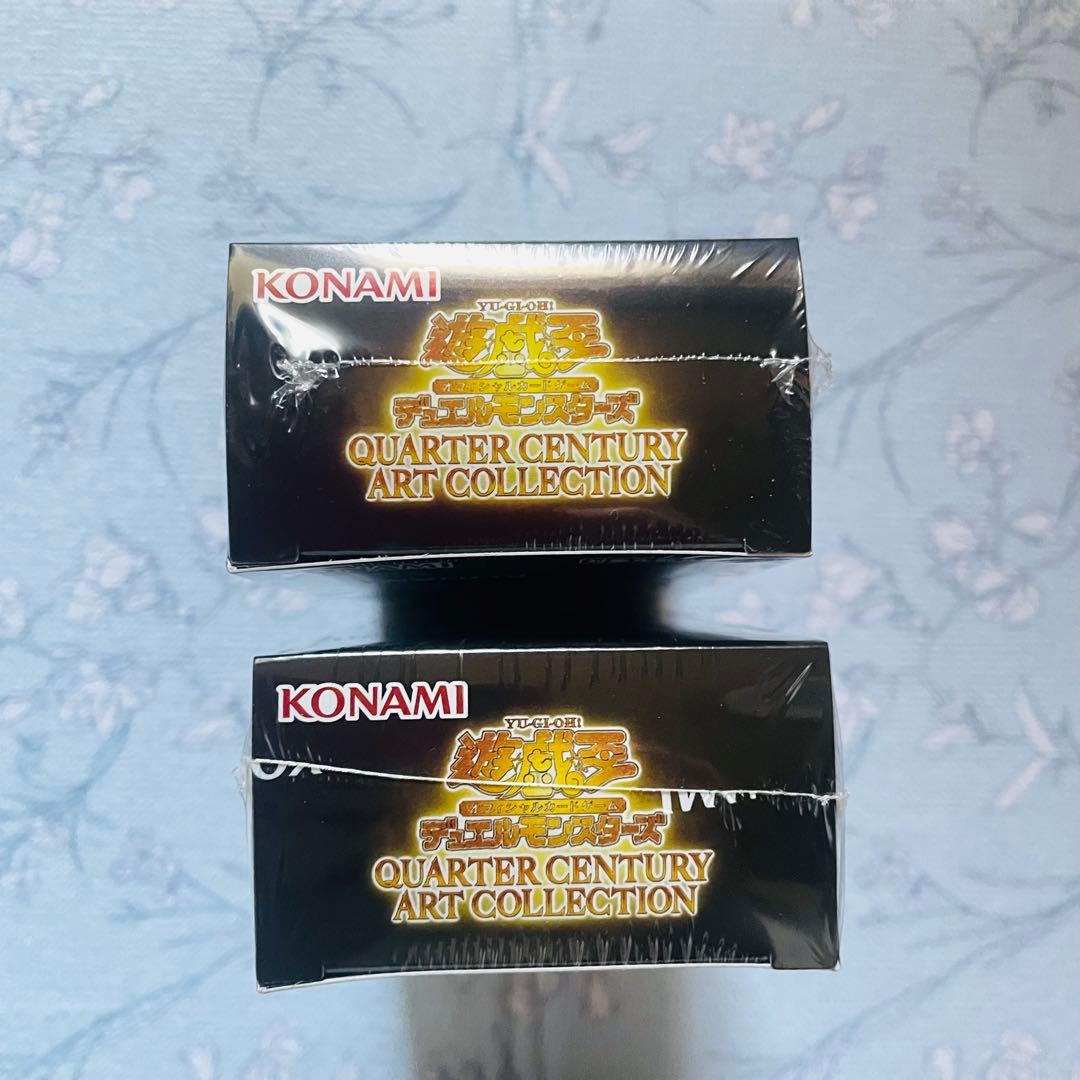 KONAMI
YU-GI-OH!
遊戯王
オフィシャルカードゲーム
デュエルモンスターズ
QUARTER CENTURY
ART COLLECTION
KONAMI
YU-GI-OH!
遊戯王
オフィシャルカードゲーム
デュエルモンスターズ
QUARTER CENTURY
ART COLLECTION